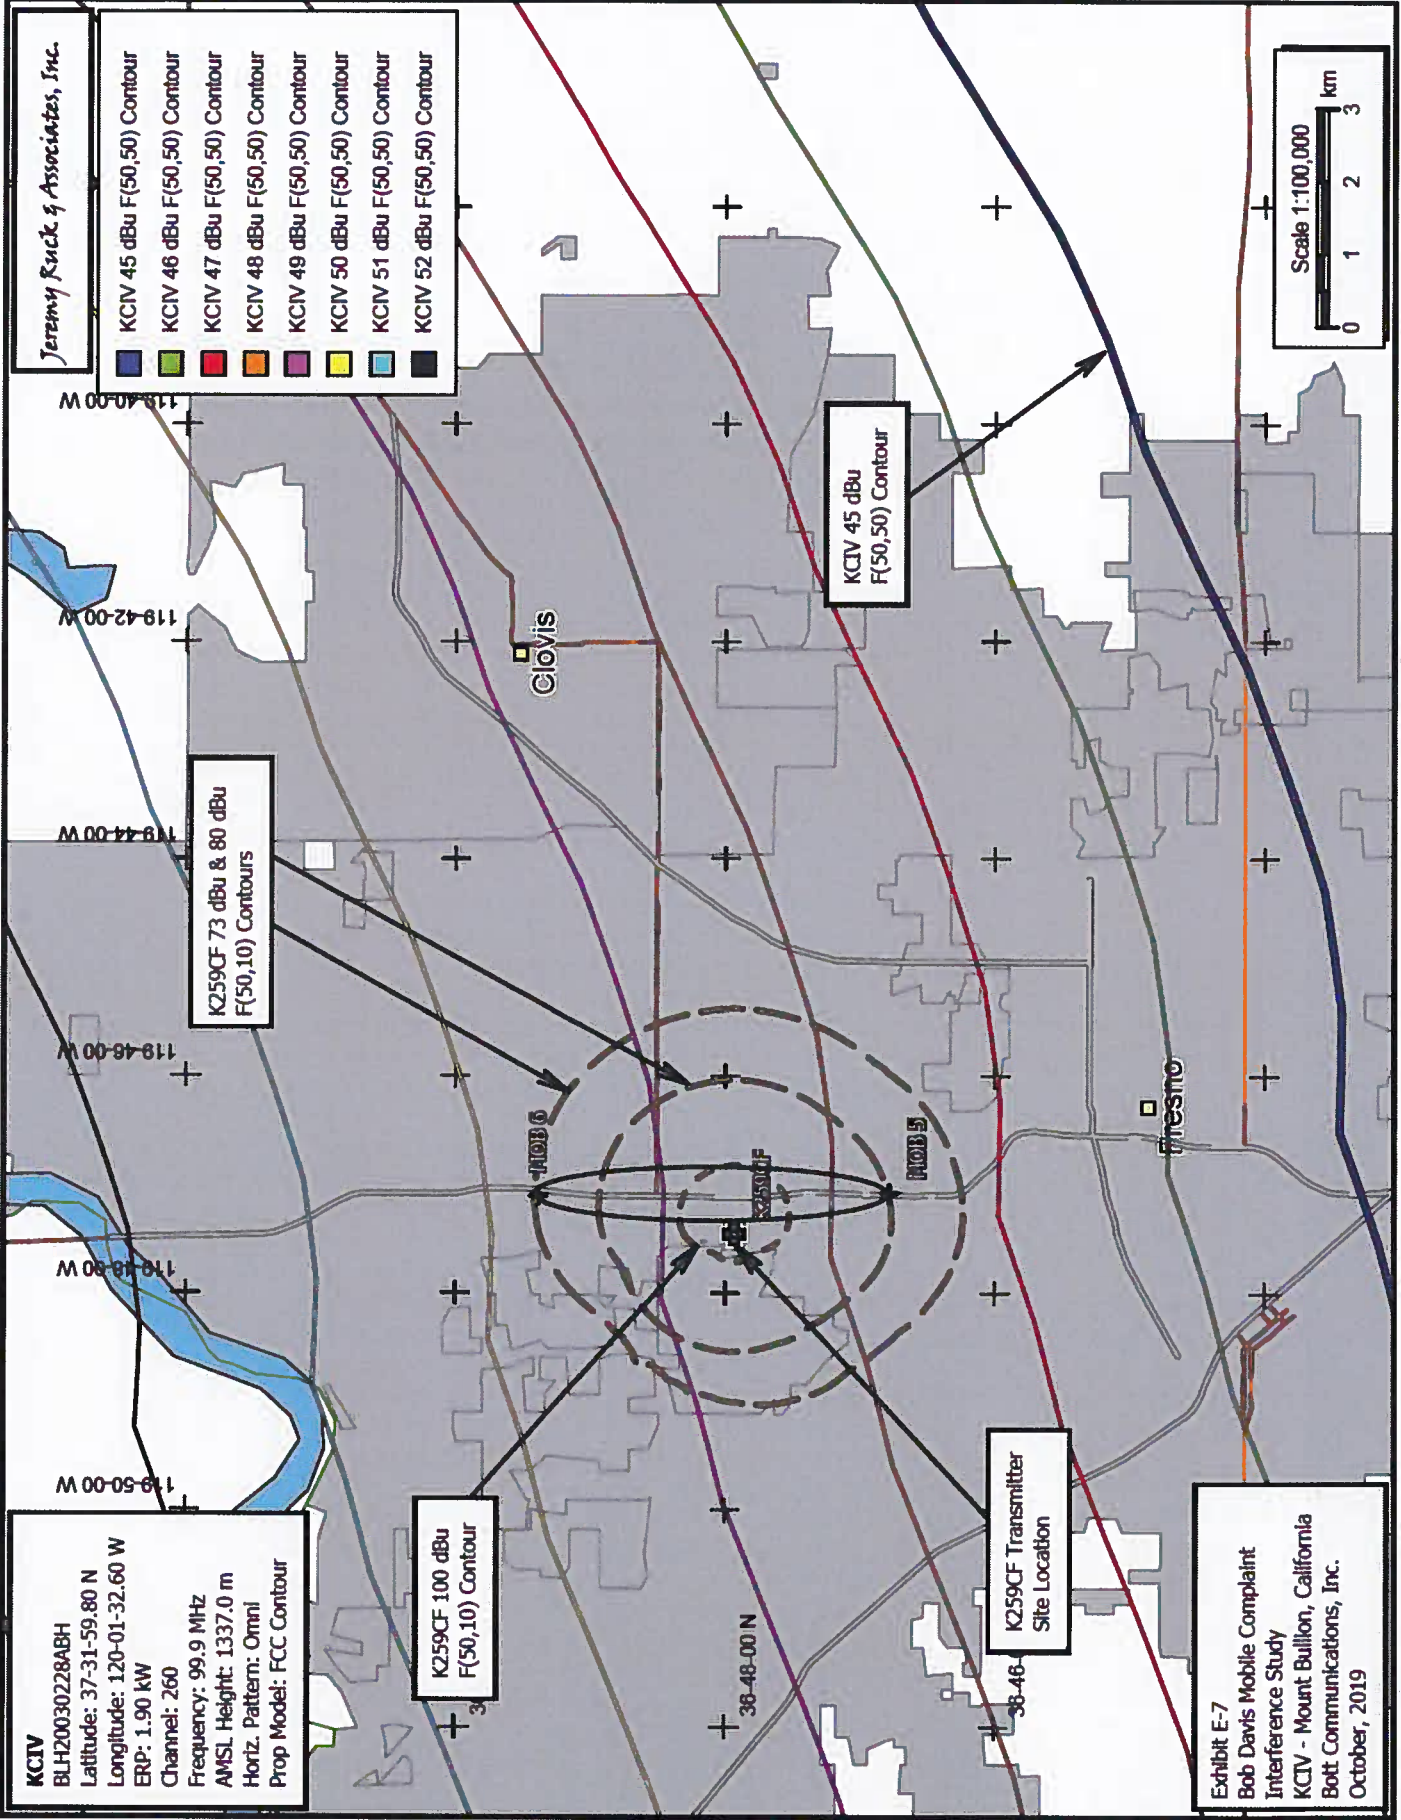 KCIV
BLH20030228ABH
Latitude: 37-31-59.80 N
Longitude: 120-01-32.60 W
ERP: 1.90 kW
Channel: 260
Frequency: 99.9 MHz
AMSL Height: 1337.0 m
Horiz. Pattern: Omni
Prop Model: FCC Contour
119-50-00 W
119-48-00 W
119-46-00 W
119-44-00 W
119-42-00 W
119-40-00 W
Jeremy Ruck & Associates, Inc.
KCIV 45 dBu F(50,50) Contour
KCIV 46 dBu F(50,50) Contour
KCIV 47 dBu F(50,50) Contour
KCIV 48 dBu F(50,50) Contour
KCIV 49 dBu F(50,50) Contour
KCIV 50 dBu F(50,50) Contour
KCIV 51 dBu F(50,50) Contour
KCIV 52 dBu F(50,50) Contour
K259CF 73 dBu & 80 dBu
F(50,10) Contours
K259CF 100 dBu
F(50,10) Contour
MOB 6
Clovis
K259CF
36-48-00 N
MOB 5
KCIV 45 dBu
F(50,50) Contour
K259CF Transmitter
Site Location
36-46-
Fresno
Exhibit E-7
Bob Davis Mobile Complaint
Interference Study
KCIV - Mount Bullion, California
Bott Communications, Inc.
October, 2019
Scale 1:100,000
0 1 2 3 km